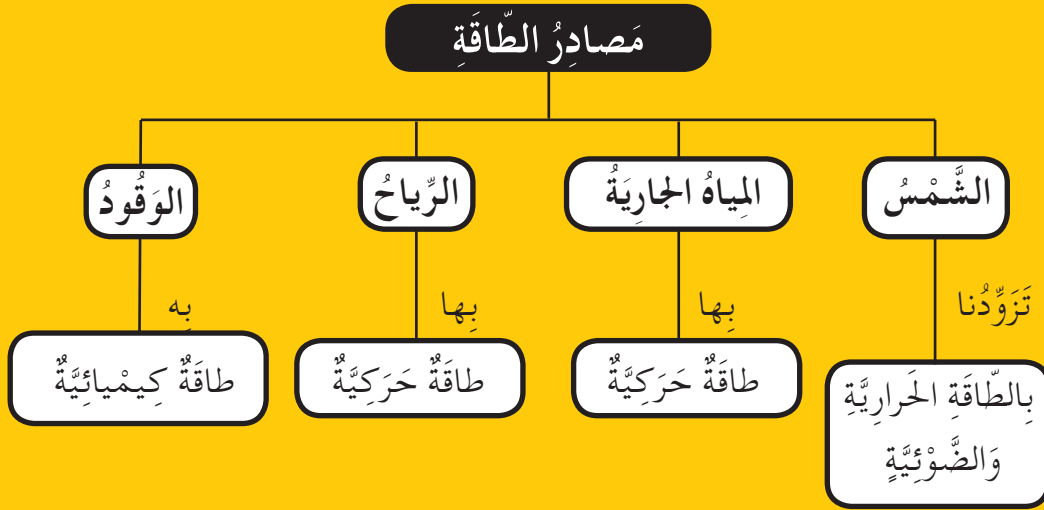 مَصادِرُ الطّاقَةِ
الشَّمْسُ
المِياهُ الجارِيَةُ
الرِّياحُ
الوَقُودُ
تَزَوِّدُنا
بِها
بِها
بِه
بِالطّاقَةِ الحَرارِيَّةِ
وَالضَّوْئِيَّةٍ
طاقَةٌ حَرَكِيَّةٌ
طاقَةٌ حَرَكِيَّةٌ
طاقَةٌ كِيمْيائِيَّةٌ